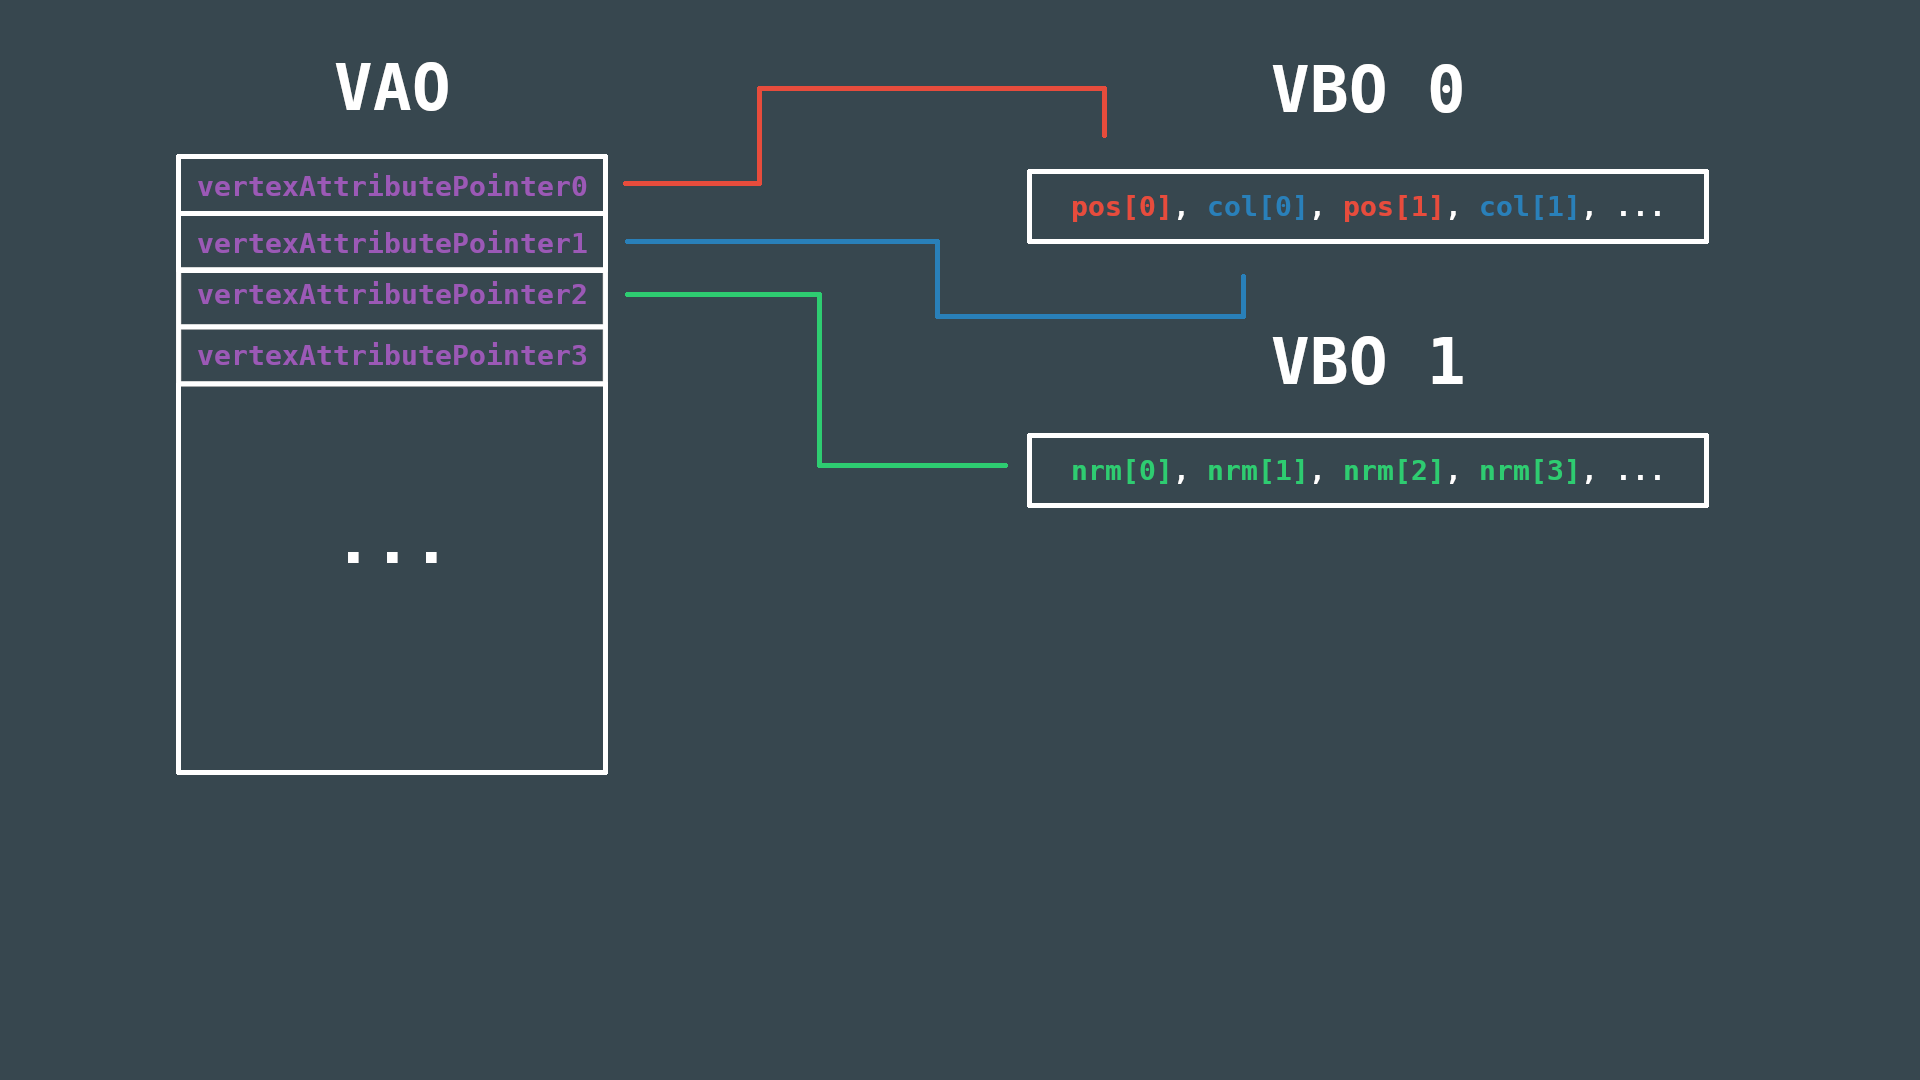 VAO
vertexAttributePointer0
vertexAttributePointer1
vertexAttributePointer2
vertexAttributePointer3
...
VBO 0
pos[0], col[0], pos[1], col[1], ...
VBO 1
nrm[0], nrm[1], nrm[2], nrm[3], ...